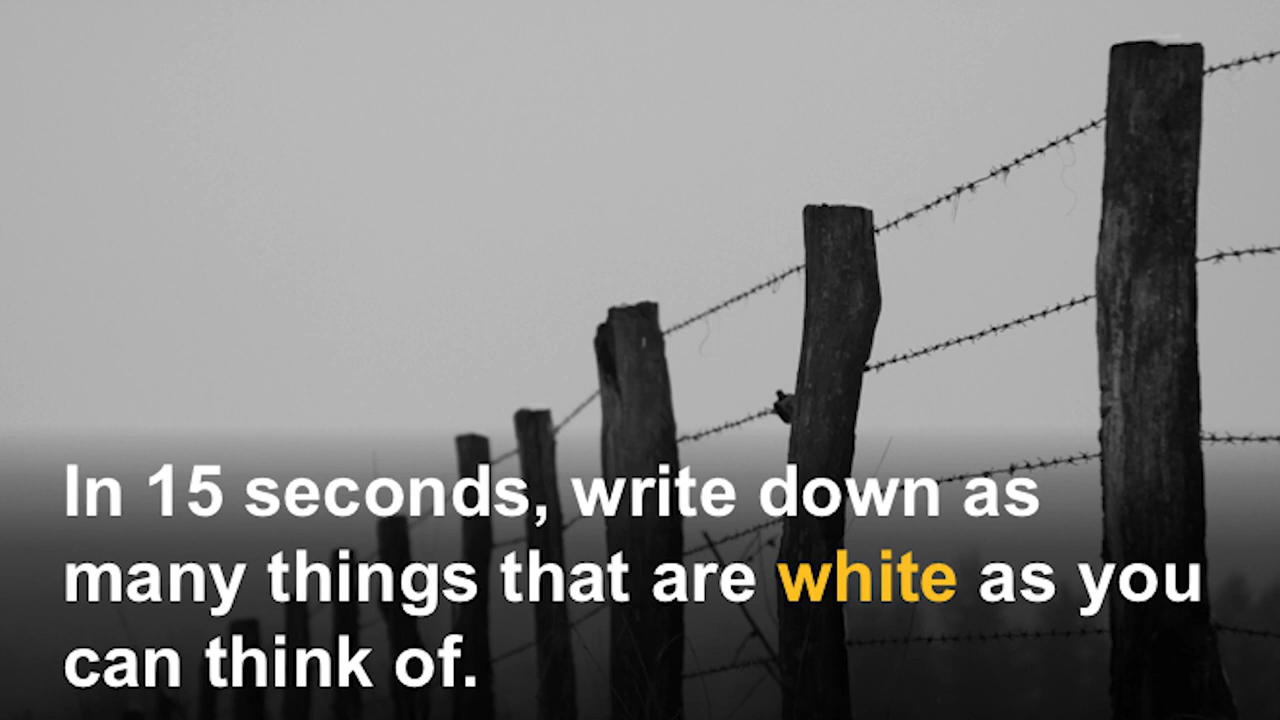 In 15 seconds, write down as
many things that are white as you
can think of.